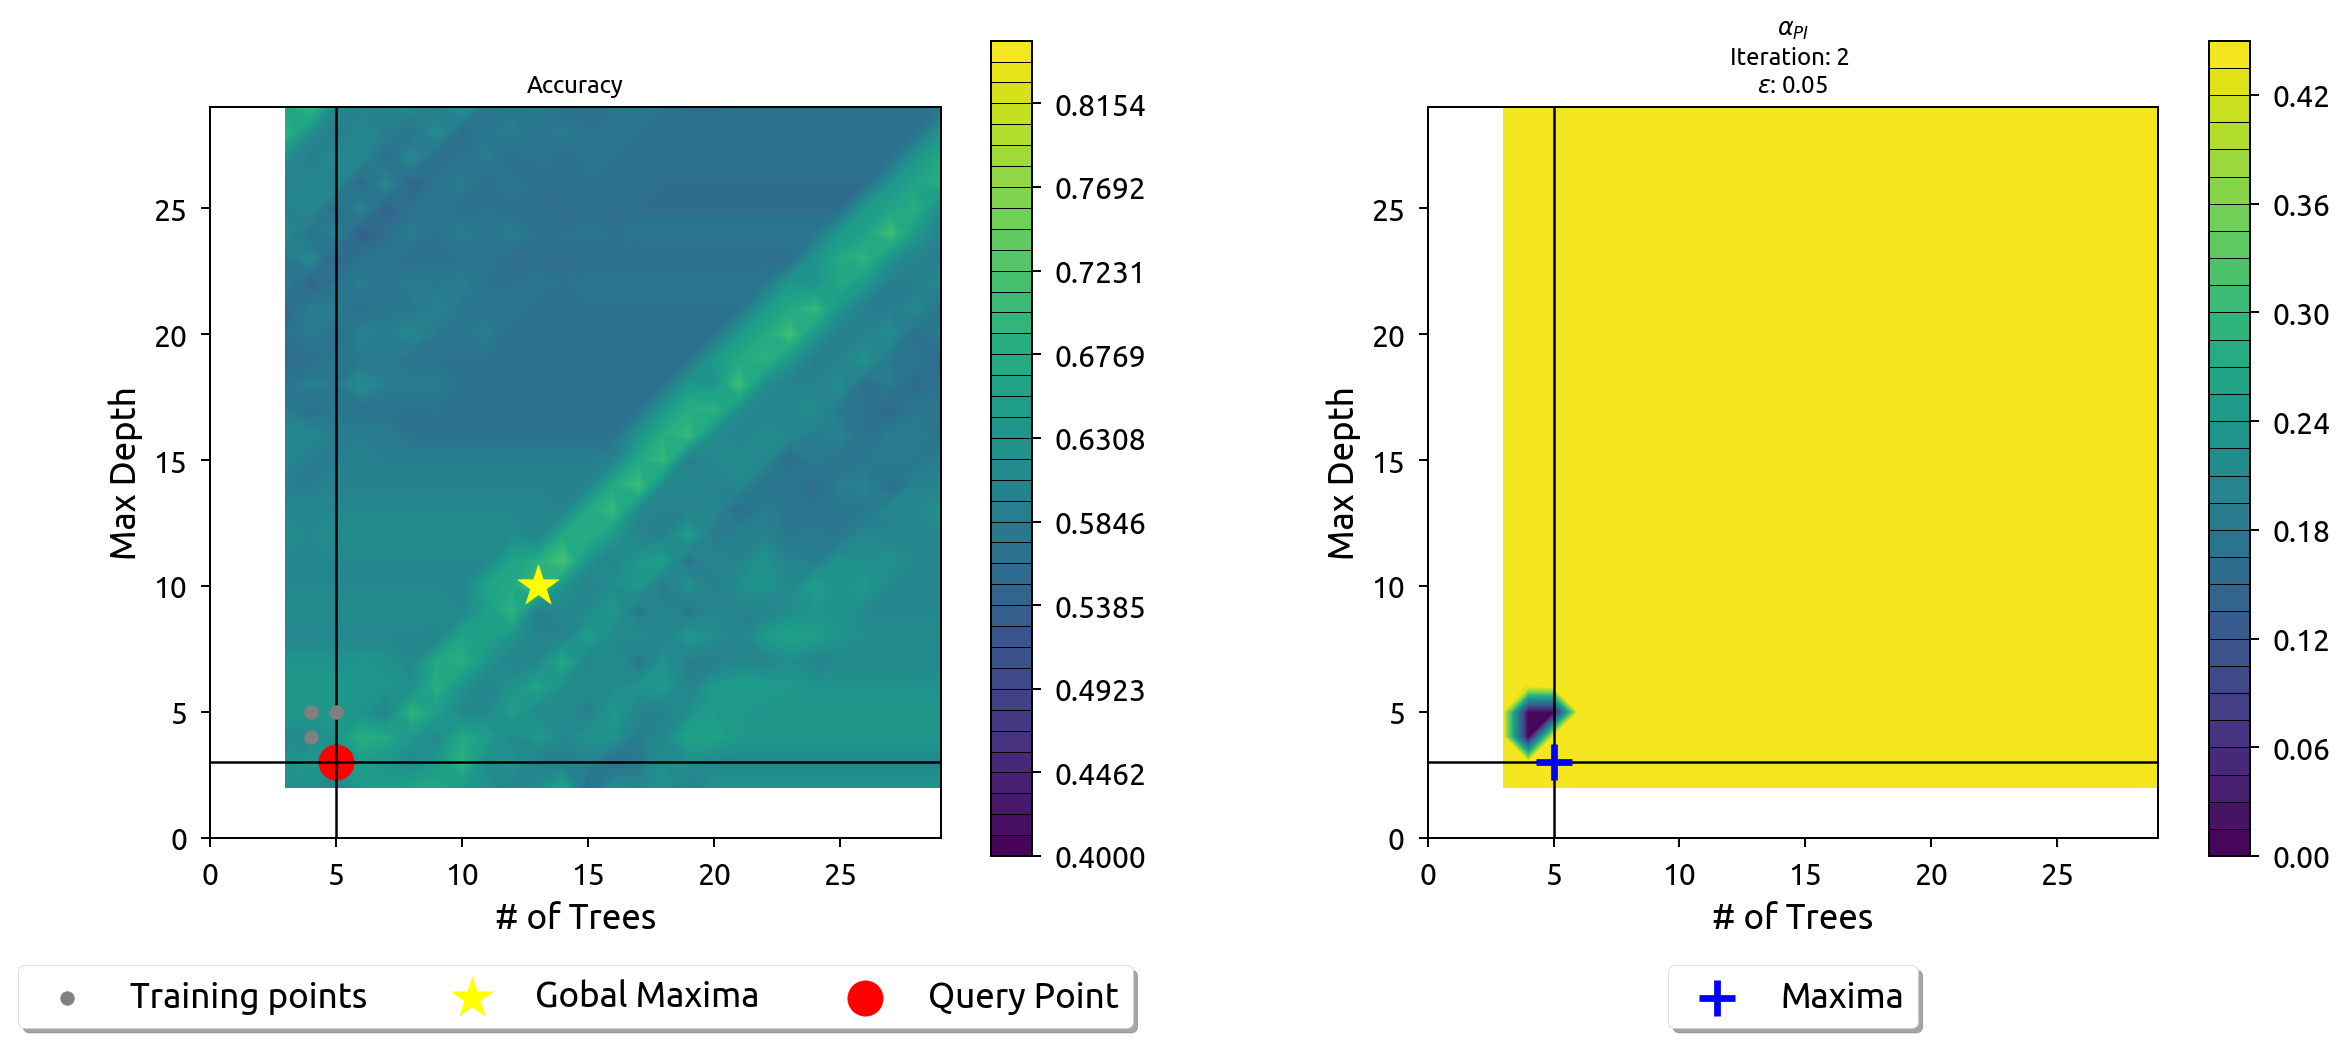 Accuracy
0.8154
0.7692
0.7231
0.6769
0.6308
0.5846
0.5385
0.4923
0.4462
0.4000
25
20
15
10
5
0
Max Depth
0 5 10 15 20 25
# of Trees
Training points Gobal Maxima Query Point
α_PI
Iteration: 2
ε: 0.05
0.42
0.36
0.30
0.24
0.18
0.12
0.06
0.00
25
20
15
10
5
0
Max Depth
0 5 10 15 20 25
# of Trees
Maxima